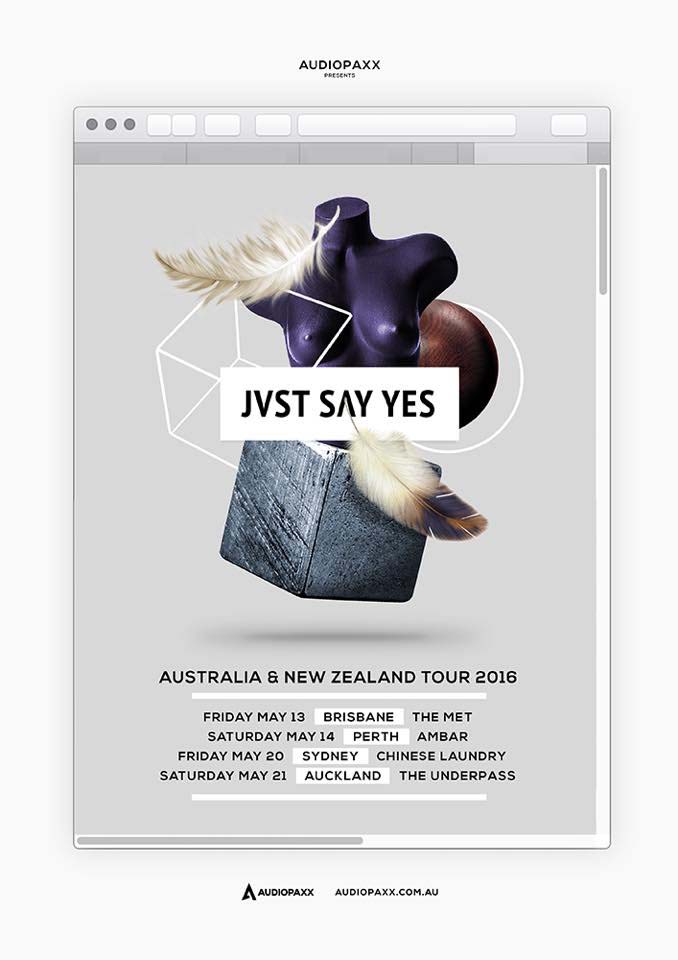 AUDIOPAXX
PRESENTS
JVST SΛY YES
AUSTRALIA & NEW ZEALAND TOUR 2016
FRIDAY MAY 13 BRISBANE THE MET
SATURDAY MAY 14 PERTH AMBAR
FRIDAY MAY 20 SYDNEY CHINESE LAUNDRY
SATURDAY MAY 21 AUCKLAND THE UNDERPASS
AUDIOPAXX AUDIOPAXX.COM.AU